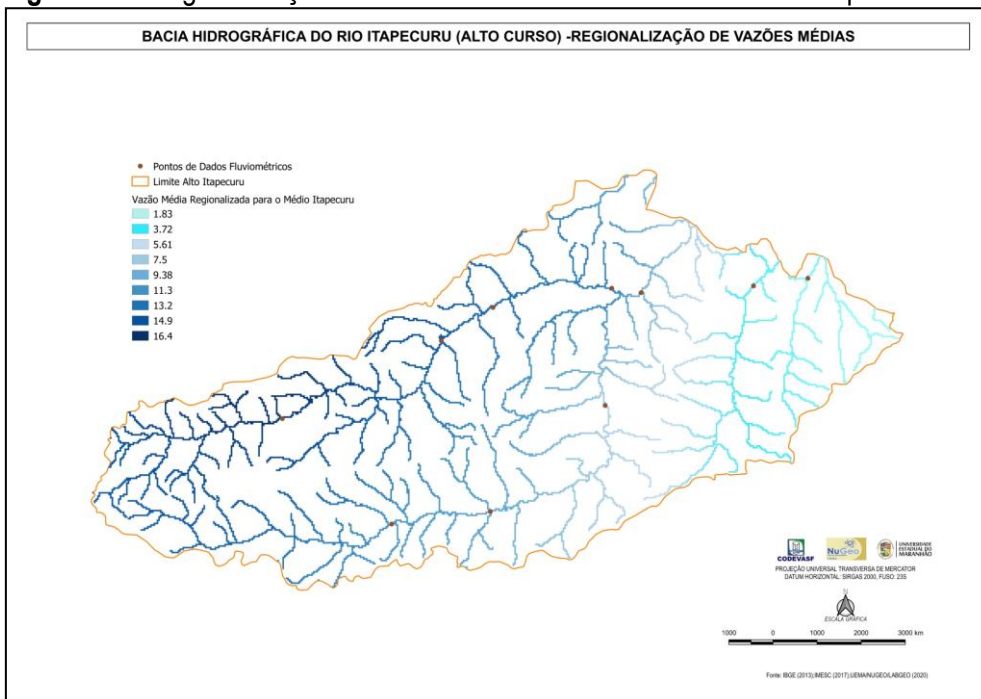 BACIA HIDROGRÁFICA DO RIO ITAPECURU (ALTO CURSO) -REGIONALIZAÇÃO DE VAZÕES MÉDIAS
Pontos de Dados Fluviométricos
Limite Alto Itapecuru
Vazão Média Regionalizada para o Médio Itapecuru
1.83
3.72
5.61
7.5
9.38
11.3
13.2
14.9
16.4
CODEVASF
NuGeo
UNIVERSIDADE
ESTADUAL DO
MARANHÃO
PROJEÇÃO UNIVERSAL TRANSVERSA DE MERCATOR
DATUM HORIZONTAL: SIRGAS 2000, FUSO: 23S
N
ESCALA GRÁFICA
1000 0 1000 2000 3000 km
Fonte: IBGE (2013);IMESC (2017);UEMA/NUGEO/LABGEO (2020)